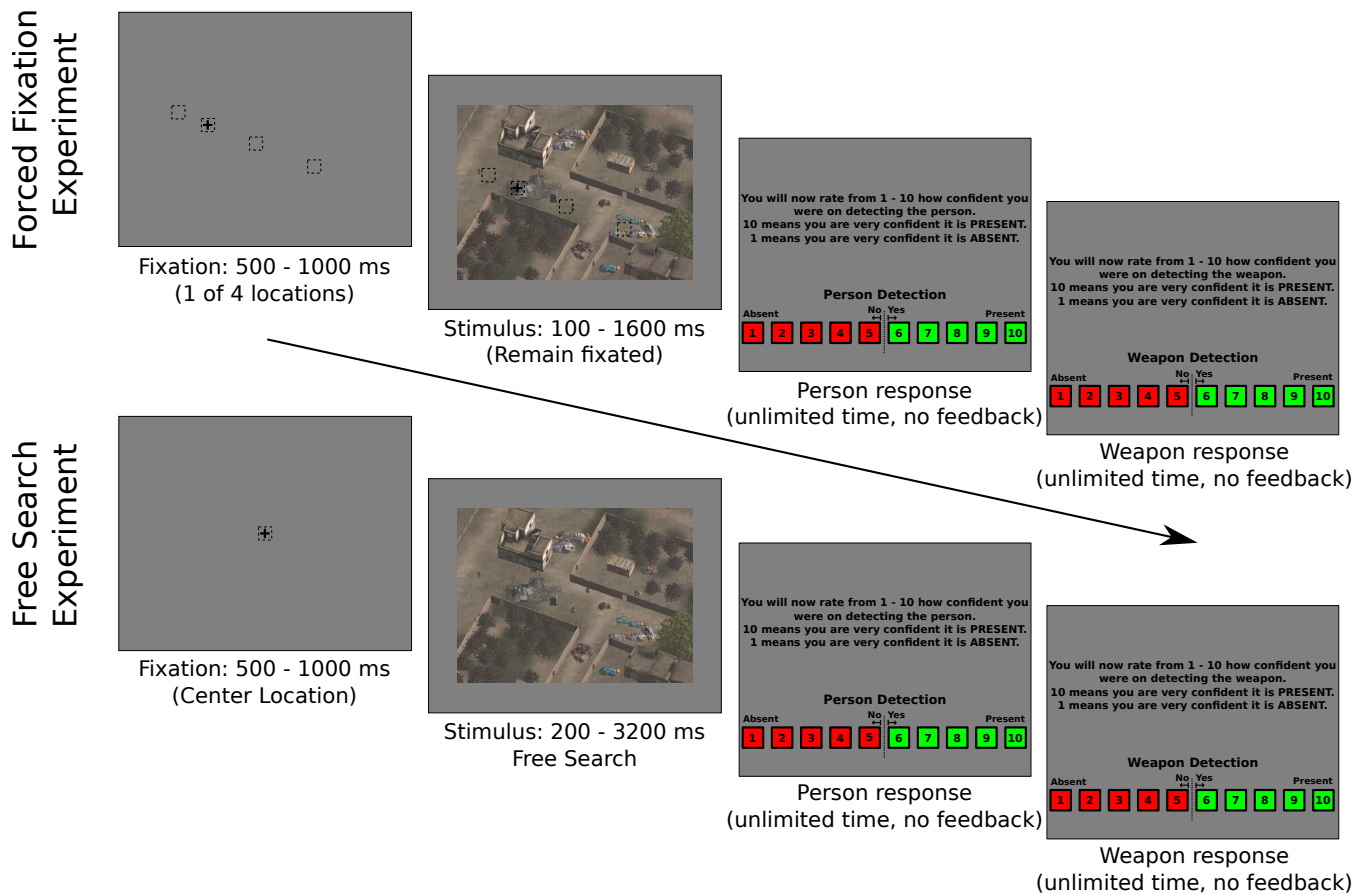 Forced Fixation
Experiment
Fixation: 500 - 1000 ms
(1 of 4 locations)
Stimulus: 100 - 1600 ms
(Remain fixated)
You will now rate from 1 - 10 how confident you
were on detecting the person.
10 means you are very confident it is PRESENT.
1 means you are very confident it is ABSENT.
Person Detection
No Yes
Absent Present
1 2 3 4 5 6 7 8 9 10
Person response
(unlimited time, no feedback)
You will now rate from 1 - 10 how confident you
were on detecting the weapon.
10 means you are very confident it is PRESENT.
1 means you are very confident it is ABSENT.
Weapon Detection
No Yes
Absent Present
1 2 3 4 5 6 7 8 9 10
Weapon response
(unlimited time, no feedback)
Free Search
Experiment
Fixation: 500 - 1000 ms
(Center Location)
Stimulus: 200 - 3200 ms
Free Search
You will now rate from 1 - 10 how confident you
were on detecting the person.
10 means you are very confident it is PRESENT.
1 means you are very confident it is ABSENT.
Person Detection
No Yes
Absent Present
1 2 3 4 5 6 7 8 9 10
Person response
(unlimited time, no feedback)
You will now rate from 1 - 10 how confident you
were on detecting the weapon.
10 means you are very confident it is PRESENT.
1 means you are very confident it is ABSENT.
Weapon Detection
No Yes
Absent Present
1 2 3 4 5 6 7 8 9 10
Weapon response
(unlimited time, no feedback)